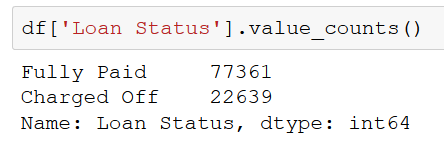 df['Loan Status'].value_counts()
Fully Paid     77361
Charged Off    22639
Name: Loan Status, dtype: int64